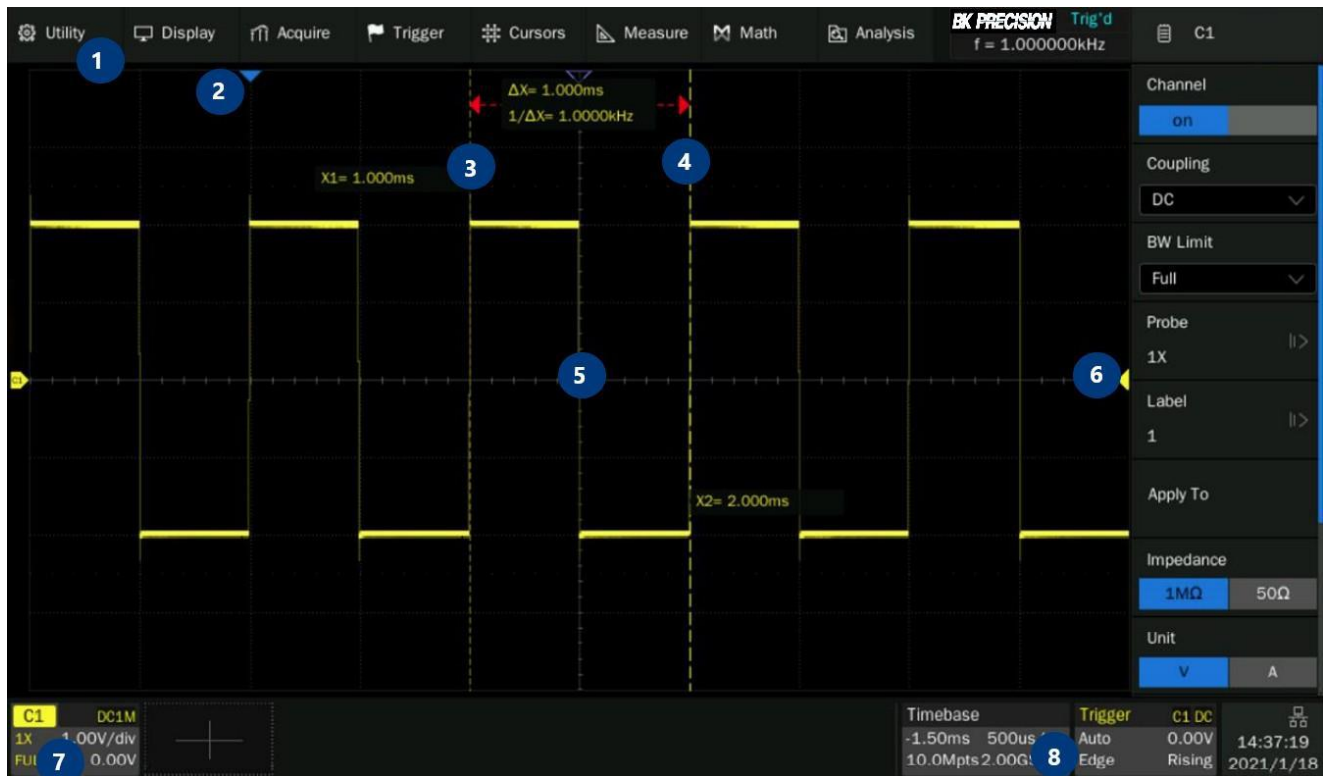 Utility Display Acquire Trigger Cursors Measure Math Analysis BK PRECISION Trig'd
f = 1.000000kHz
C1
1
2
ΔX= 1.000ms
1/ΔX= 1.0000kHz
3
4
X1= 1.000ms
C1
5
6
X2= 2.000ms
Channel
on
Coupling
DC
BW Limit
Full
Probe
1X
Label
1
Apply To
Impedance
1MΩ 50Ω
Unit
V A
C1 DC1M
1X 1.00V/div
7 0.00V
Timebase
-1.50ms 500us
10.0Mpts 8
Trigger C1 DC
Auto 0.00V
Edge Rising
14:37:19
2021/1/18